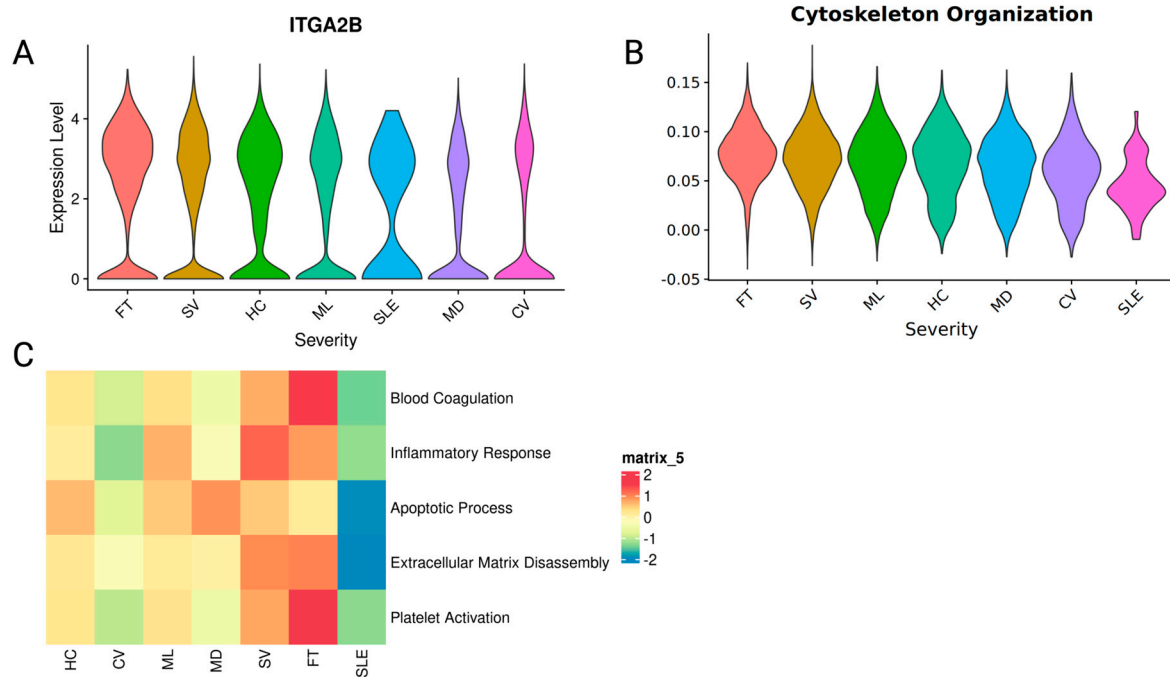 A
ITGA2B
Expression Level
4
2
0
FT SV HC ML SLE MD CV
Severity
B
Cytoskeleton Organization
0.15
0.10
0.05
0.00
-0.05
FT SV ML HC MD CV SLE
Severity
C
Blood Coagulation
Inflammatory Response
Apoptotic Process
Extracellular Matrix Disassembly
Platelet Activation
HC CV ML MD SV FT SLE
matrix_5
2
1
0
-1
-2